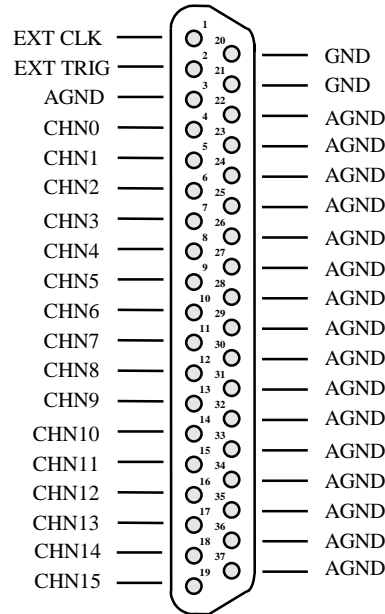 1
EXT CLK
20
GND
2
EXT TRIG
21
GND
3
AGND
22
AGND
4
CHN0
23
AGND
5
CHN1
24
AGND
6
CHN2
25
AGND
7
CHN3
26
AGND
8
CHN4
27
AGND
9
CHN5
28
AGND
10
CHN6
29
AGND
11
CHN7
30
AGND
12
CHN8
31
AGND
13
CHN9
32
AGND
14
CHN10
33
AGND
15
CHN11
34
AGND
16
CHN12
35
AGND
17
CHN13
36
AGND
18
CHN14
37
AGND
19
CHN15